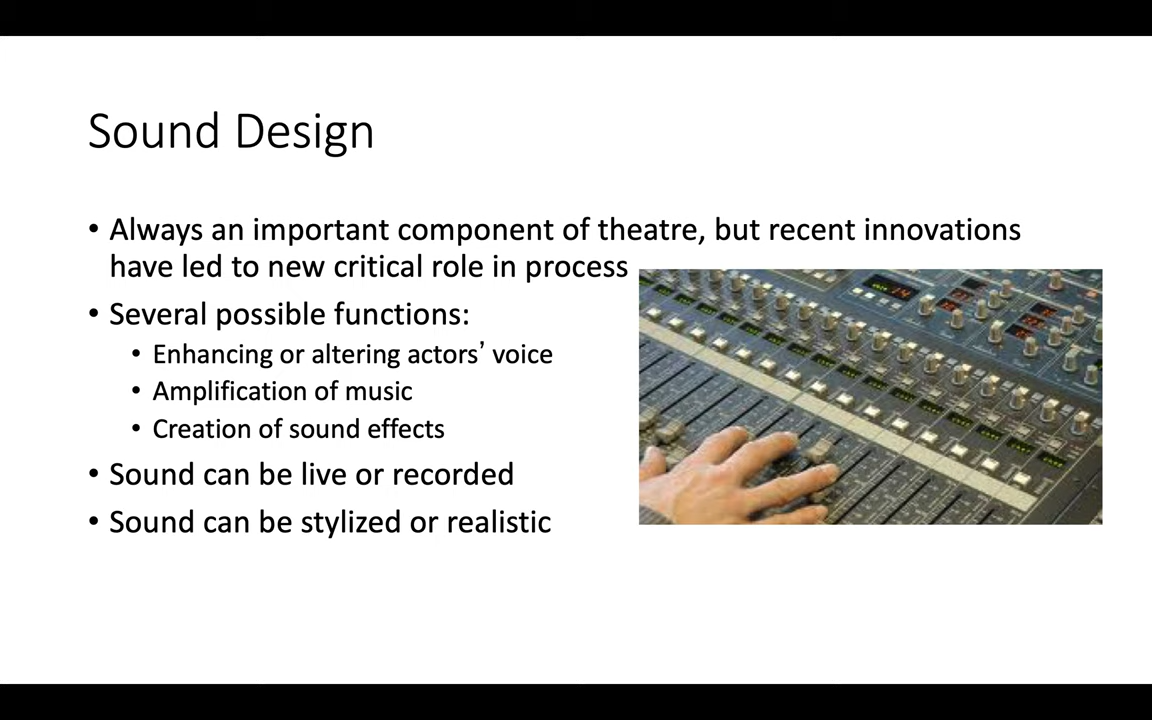 Sound Design
• Always an important component of theatre, but recent innovations
have led to new critical role in process
• Several possible functions:
• Enhancing or altering actors’ voice
• Amplification of music
• Creation of sound effects
• Sound can be live or recorded
• Sound can be stylized or realistic